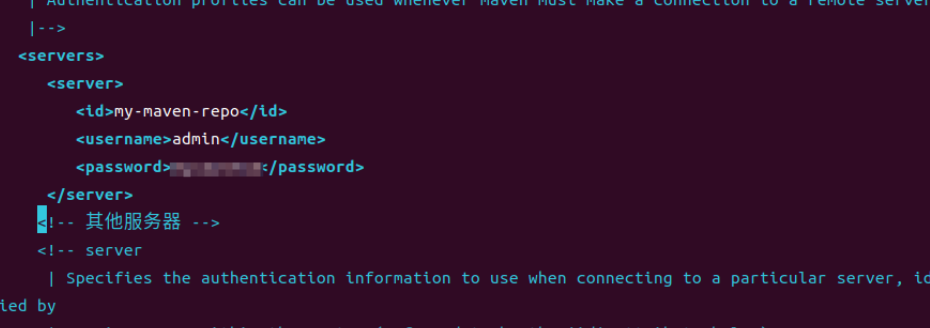 | Authentication profiles can be used whenever Maven must make a connection to a remote server
|-->
<servers>
<server>
<id>my-maven-repo</id>
<username>admin</username>
<password></password>
</server>
<!-- 其他服务器 -->
<!-- server
| Specifies the authentication information to use when connecting to a particular server, id
ied by